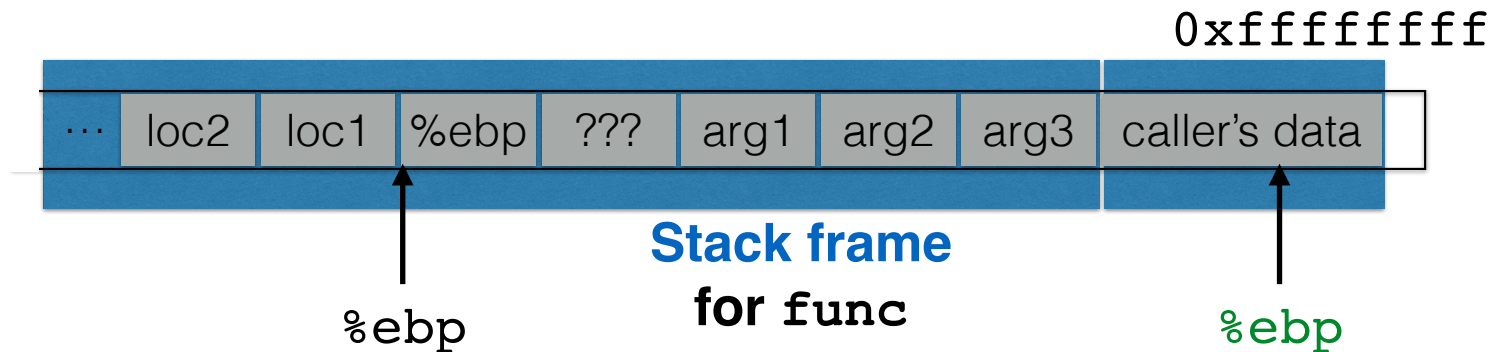 0xffffffff
... loc2 loc1 %ebp ??? arg1 arg2 arg3 caller's data
Stack frame
for func
%ebp %ebp